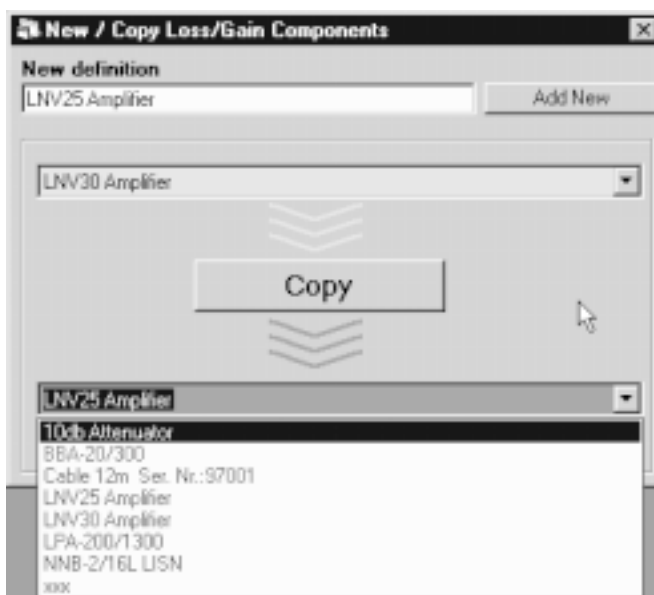 New / Copy Loss/Gain Components
New definition
LNV25 Amplifier
Add New
LNV30 Amplifier
Copy
LNV25 Amplifier
10db Attenuator
BBA-20/300
Cable 12m Ser. Nr.:97001
LNV25 Amplifier
LNV30 Amplifier
LPA-200/1300
NNB-2/16L LISN
xxx